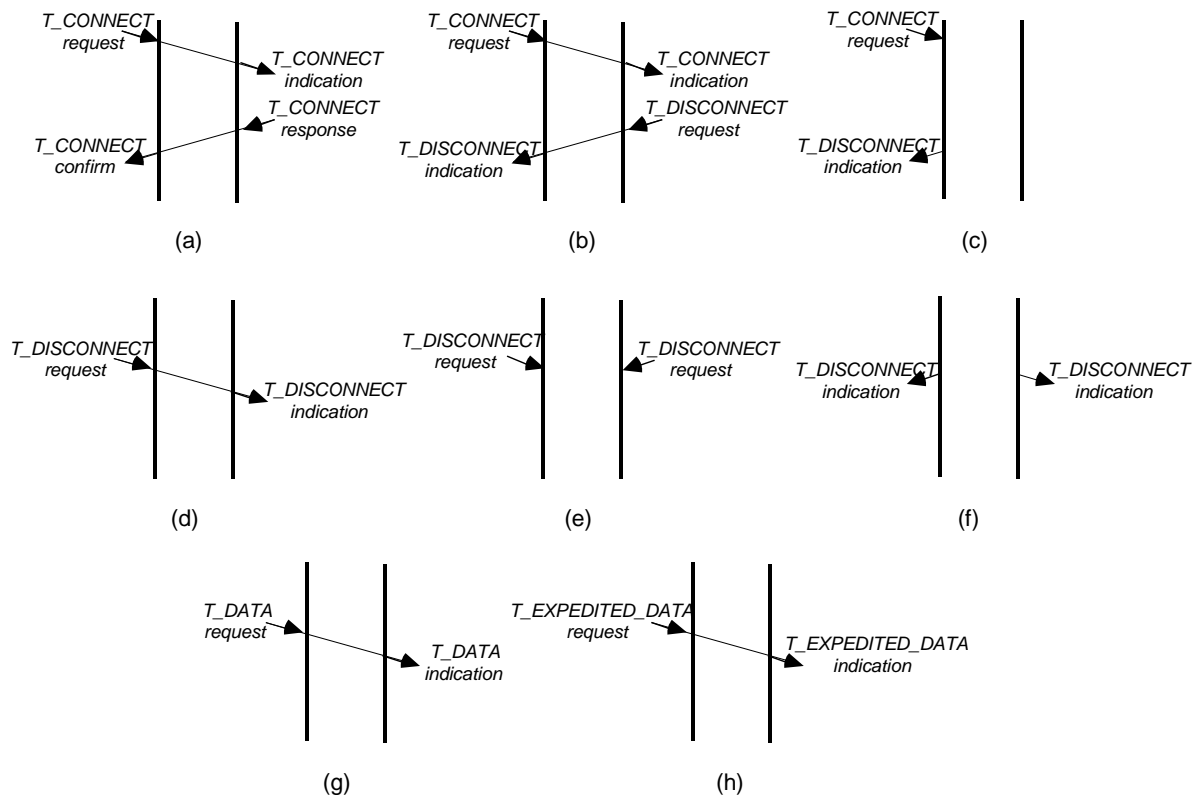 T_CONNECT
request
T_CONNECT
indication
T_CONNECT
response
T_CONNECT
confirm
(a)
T_CONNECT
request
T_CONNECT
indication
T_DISCONNECT
request
T_DISCONNECT
indication
(b)
T_CONNECT
request
T_DISCONNECT
indication
(c)
T_DISCONNECT
request
T_DISCONNECT
indication
(d)
T_DISCONNECT
request
T_DISCONNECT
request
(e)
T_DISCONNECT
indication
T_DISCONNECT
indication
(f)
T_DATA
request
T_DATA
indication
(g)
T_EXPEDITED_DATA
request
T_EXPEDITED_DATA
indication
(h)